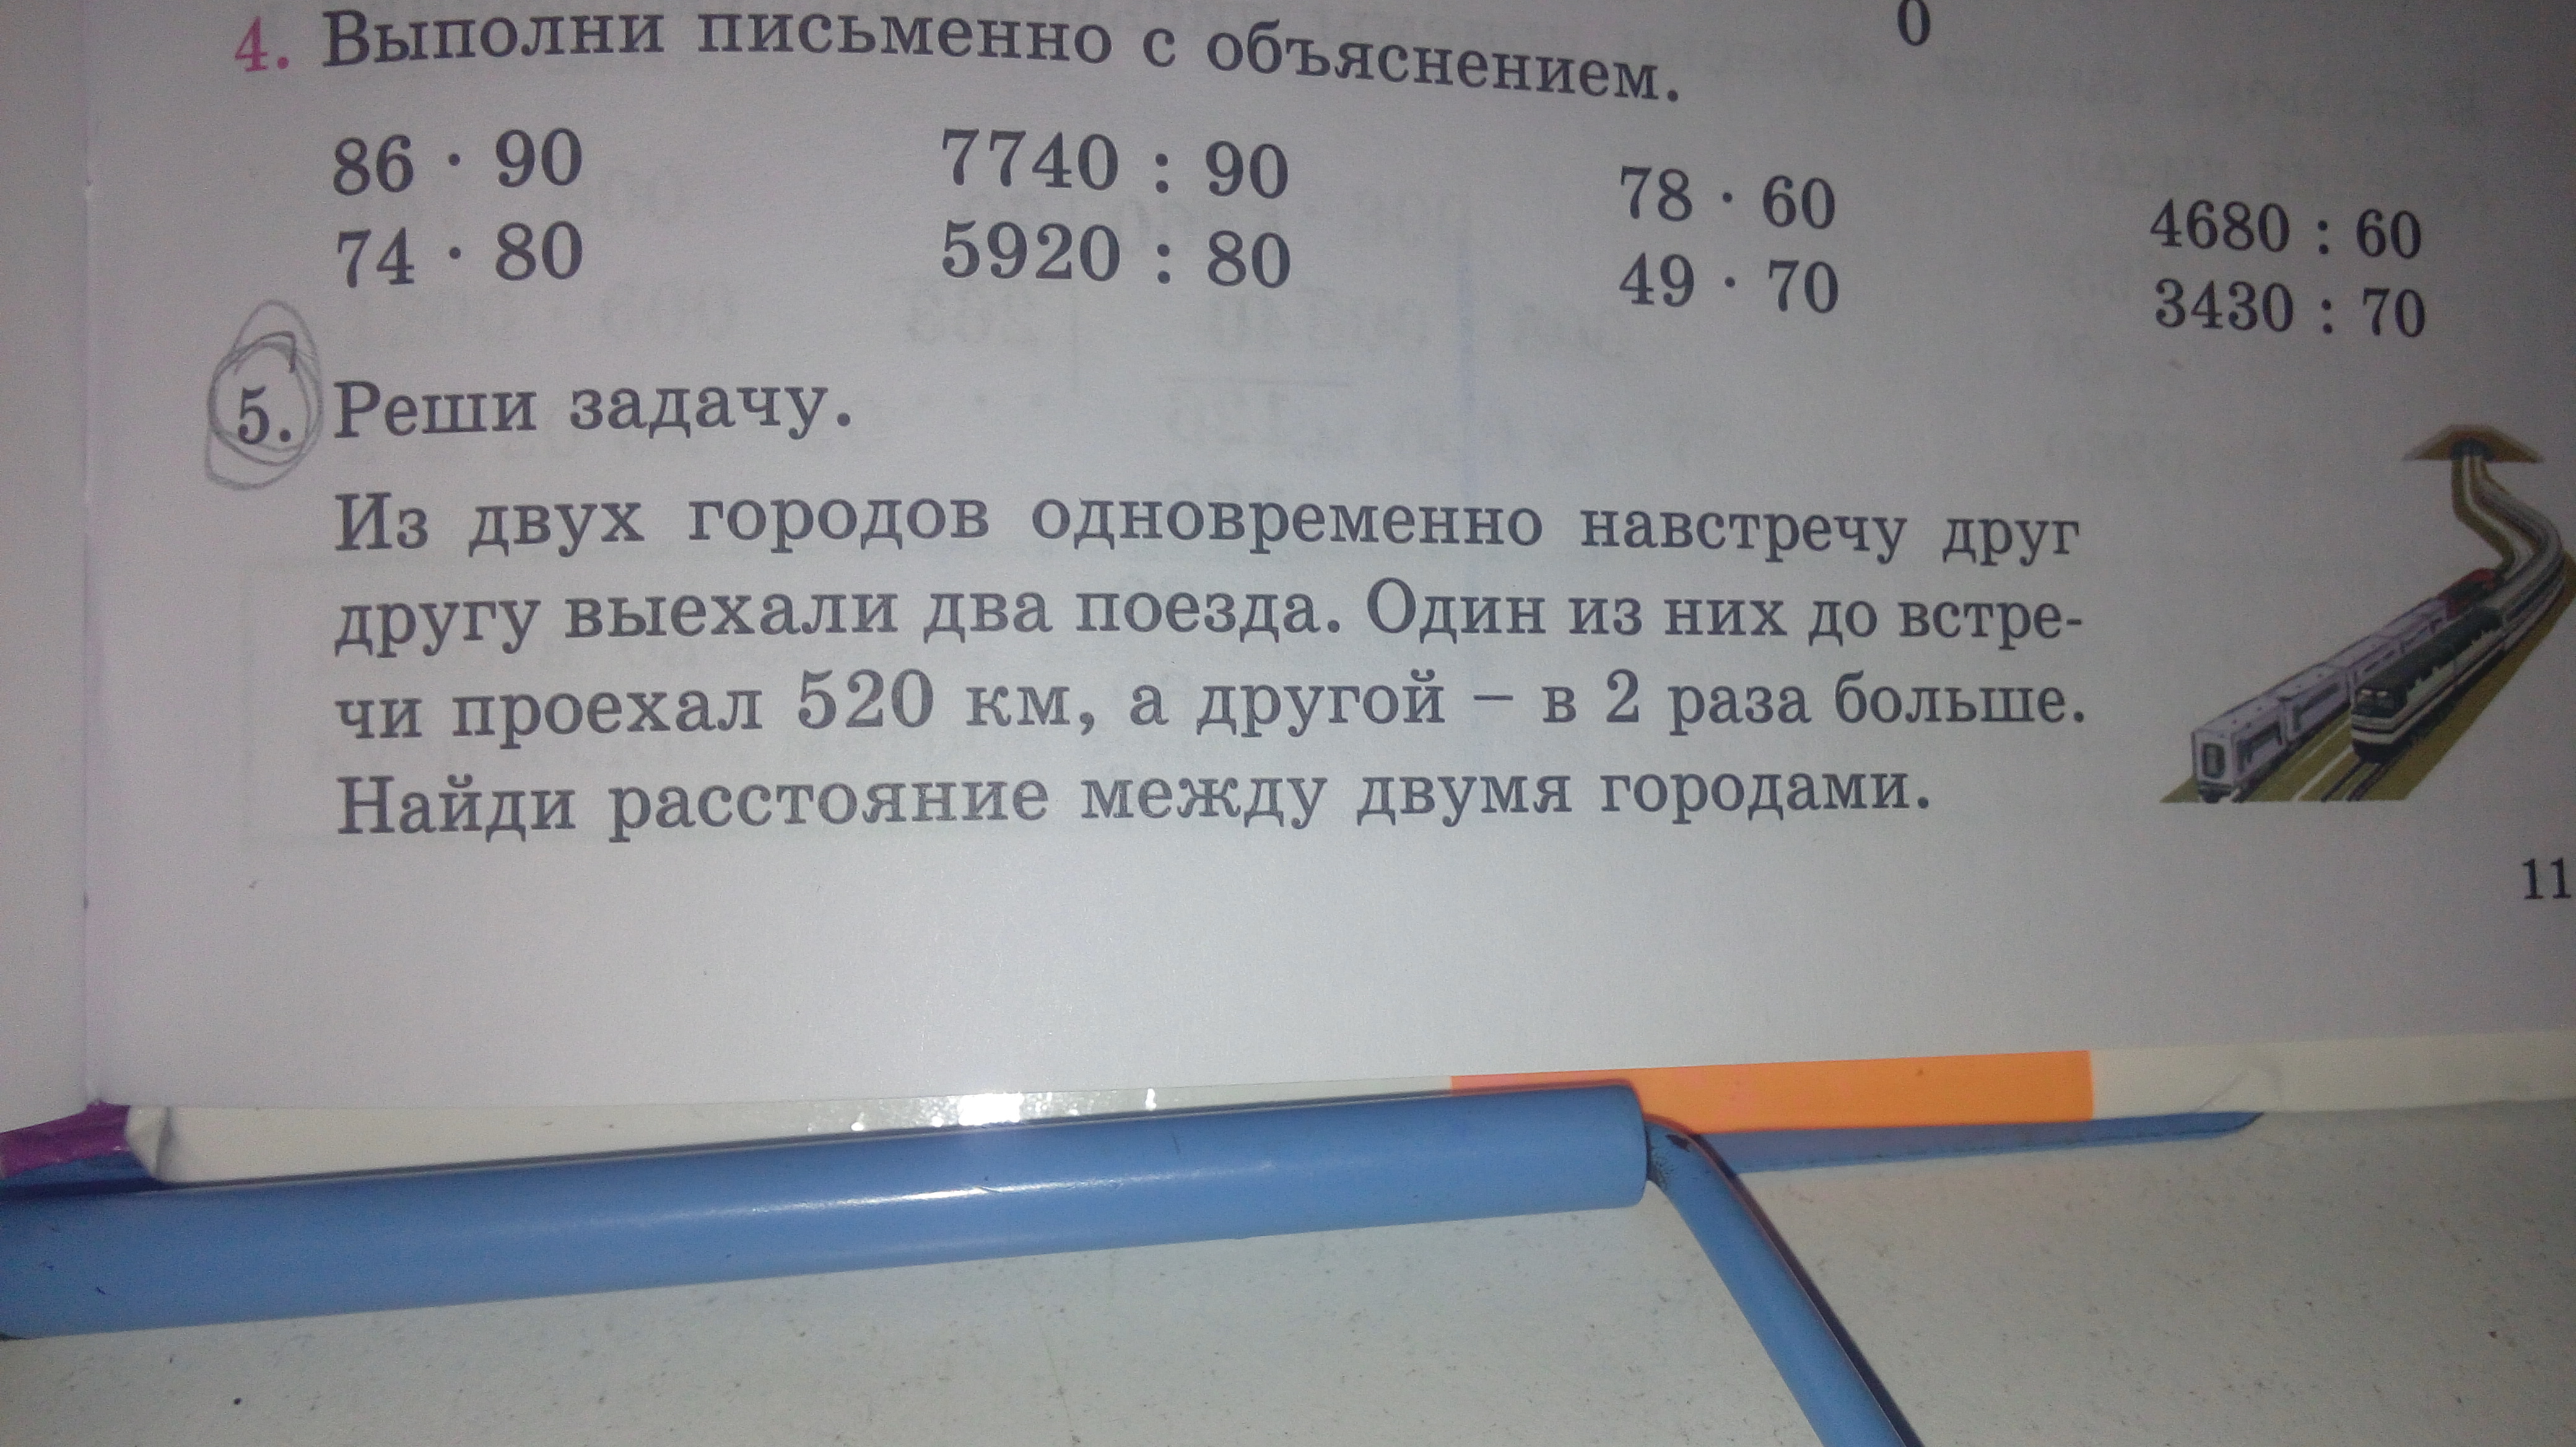 0
4. Выполни письменно с объяснением.
86 · 90 7740 : 90 78 · 60 4680 : 60
74 · 80 5920 : 80 49 · 70 3430 : 70
5. Реши задачу.
Из двух городов одновременно навстречу друг
другу выехали два поезда. Один из них до встре-
чи проехал 520 км, а другой – в 2 раза больше.
Найди расстояние между двумя городами.
11